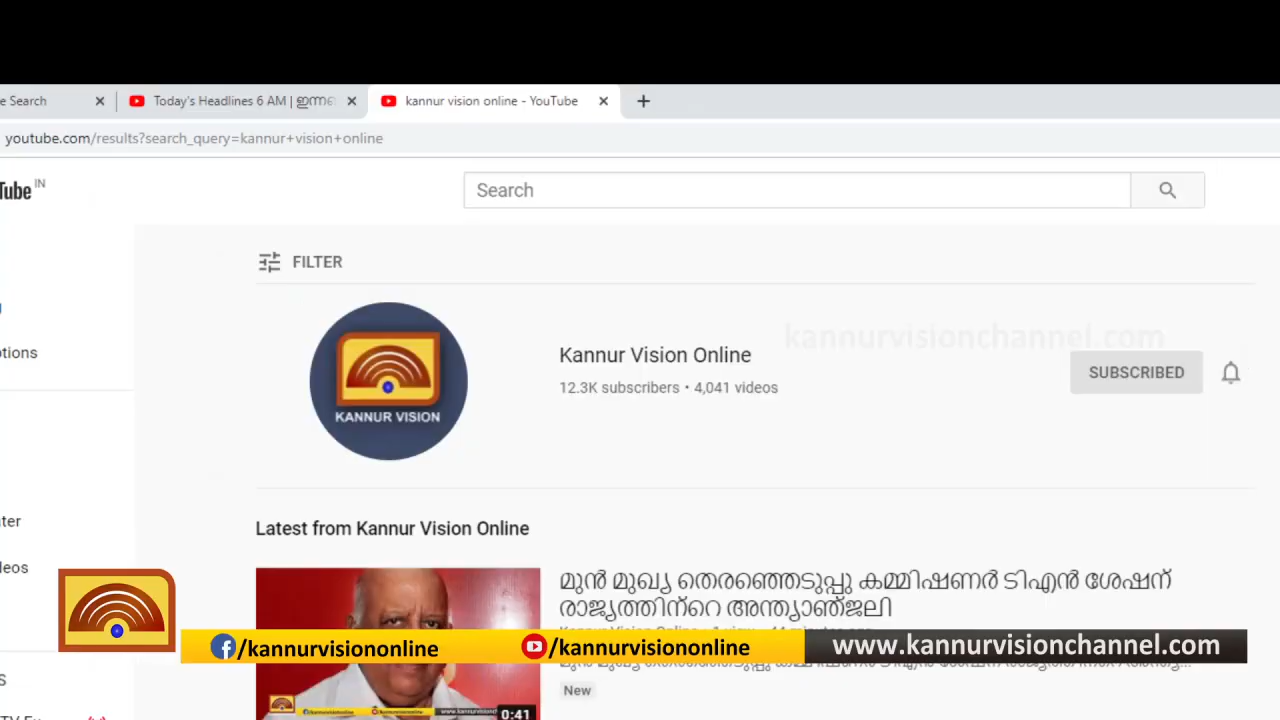 e Search
Today's Headlines 6 AM | ഇന്നത്
kannur vision online - YouTube
youtube.com/results?search_query=kannur+vision+online
Tube IN
Search
FILTER
ptions
kannurvisionchannel.com
KANNUR VISION
Kannur Vision Online
12.3K subscribers • 4,041 videos
SUBSCRIBED
Latest from Kannur Vision Online
മുൻ മുഖ്യ തെരഞ്ഞെടുപ്പു കമ്മിഷണർ ടിഎൻ ശേഷന്
രാജ്യത്തിന്റെ അന്ത്യാഞ്ജലി
ater
deos
/kannurvisiononline
/kannurvisiononline
www.kannurvisionchannel.com
New
0:41